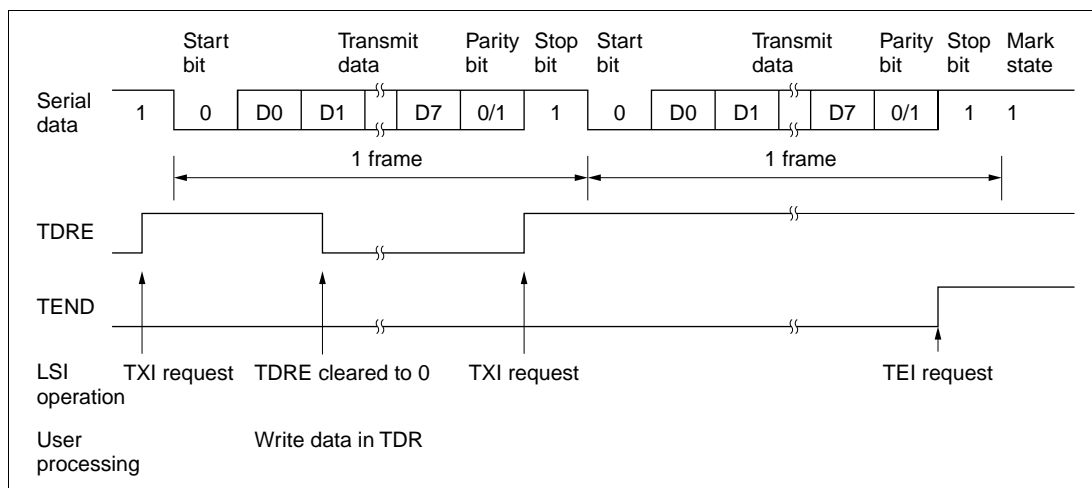 Start bit Transmit data Parity bit Stop bit Start bit Transmit data Parity bit Stop bit Mark state
Serial data 1 0 D0 D1 D7 0/1 1 0 D0 D1 D7 0/1 1 1
1 frame 1 frame
TDRE
TEND
LSI operation TXI request TDRE cleared to 0 TXI request TEI request
User processing Write data in TDR